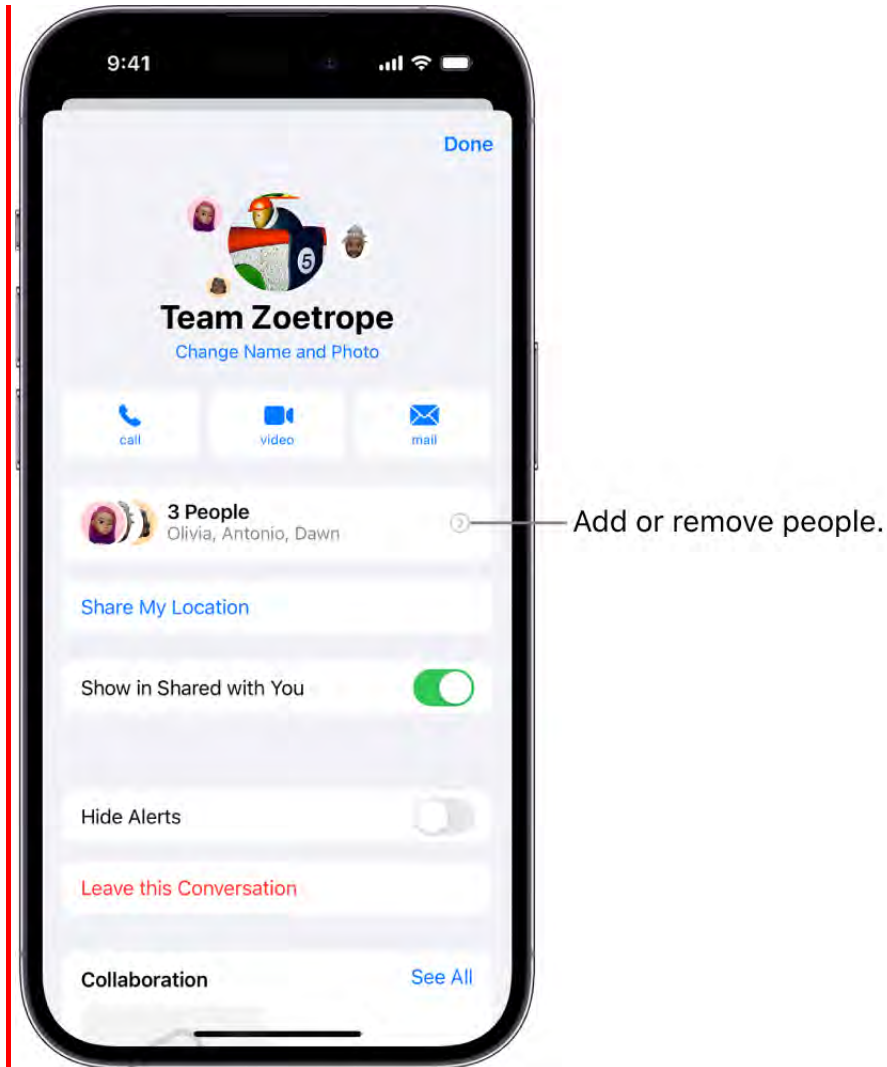 9:41
Done
5
Team Zoetrope
Change Name and Photo
call
video
mail
3 People
Olivia, Antonio, Dawn
Add or remove people.
Share My Location
Show in Shared with You
Hide Alerts
Leave this Conversation
Collaboration
See All